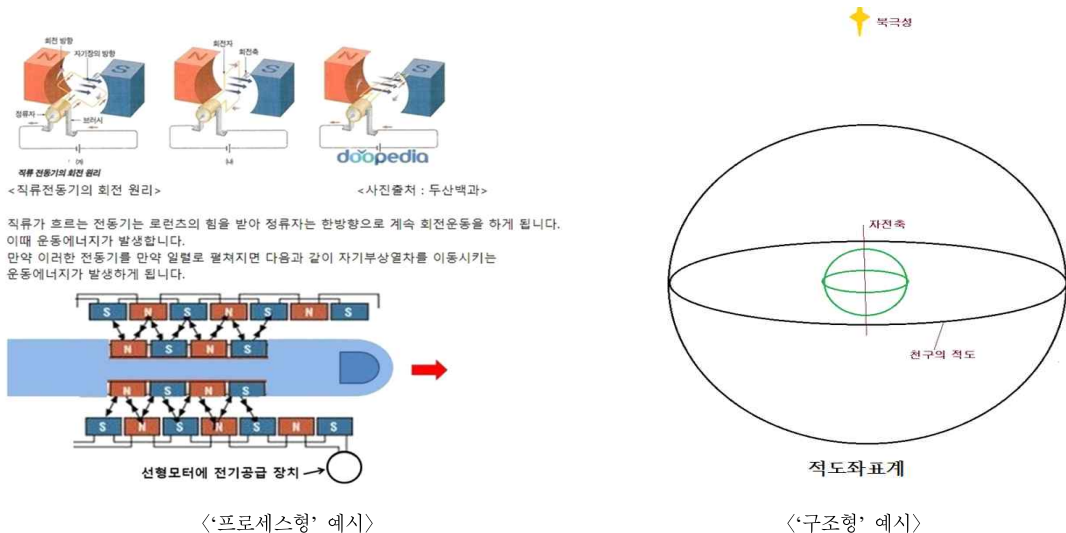 회전 방향
자기장의 방향
N
S
정류자
브러시
(가)
회전자
회전축
N
S
(나)
N
S
doopedia
직류 전동기의 회전 원리
<직류전동기의 회전 원리>
<사진출처 : 두산백과>
직류가 흐르는 전동기는 로런츠의 힘을 받아 정류자는 한방향으로 계속 회전운동을 하게 됩니다.
이때 운동에너지가 발생합니다.
만약 이러한 전동기를 만약 일렬로 펼쳐지면 다음과 같이 자기부상열차를 이동시키는
운동에너지가 발생하게 됩니다.
S N S N S N S
N S N S
N S N S
S N S N S N S
선형모터에 전기공급 장치
〈‘프로세스형’ 예시〉
북극성
자전축
천구의 적도
적도좌표계
〈‘구조형’ 예시〉